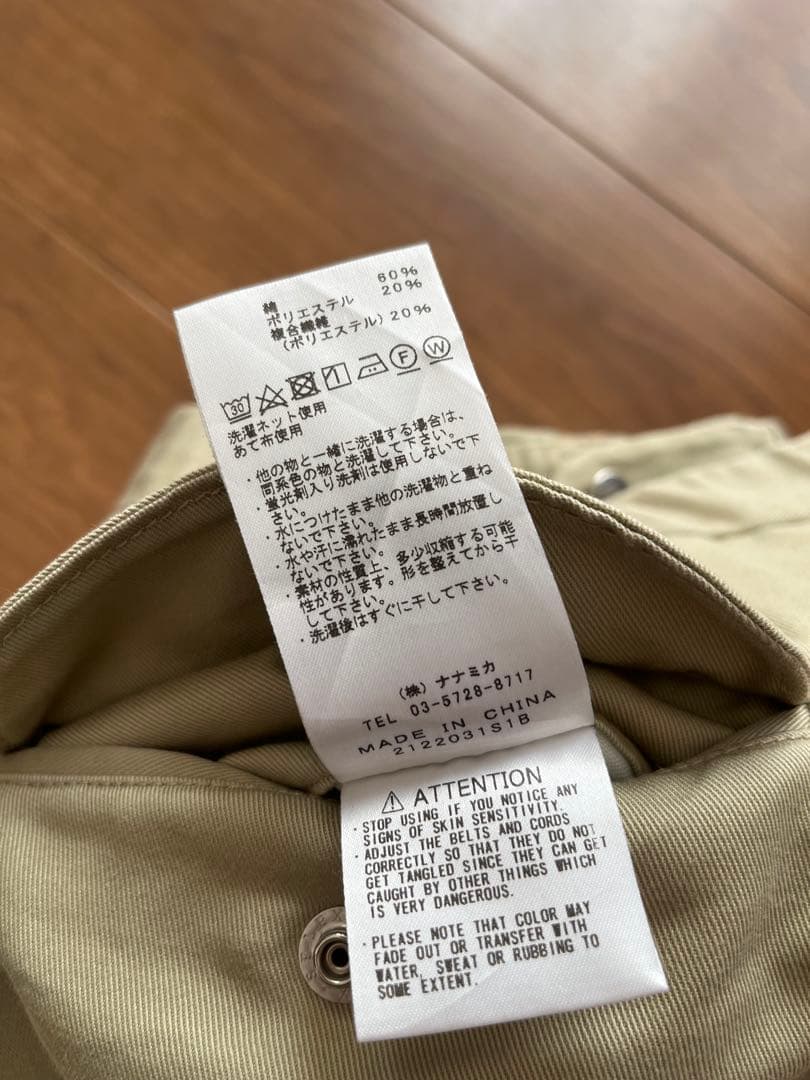 綿 60%
ポリエステル 20%
複合繊維
(ポリエステル) 20%
30 F W
洗濯ネット使用
あて布使用
・他の物と一緒に洗濯する場合は、
同系色の物と洗濯して下さい。
・蛍光剤入り洗剤は使用しないで下
さい。
・水につけたまま他の洗濯物と重ね
ないで下さい。
・水や汗に濡れたまま長時間放置し
ないで下さい。
・素材の性質上、多少収縮する可能
性があります。形を整えてから干
して下さい。
・洗濯後はすぐに干して下さい。
(株) ナナミカ
TEL 03-5728-8717
MADE IN CHINA
2122031S1B
ATTENTION
・STOP USING IF YOU NOTICE ANY
SIGNS OF SKIN SENSITIVITY.
・ADJUST THE BELTS AND CORDS
CORRECTLY SO THAT THEY DO NOT
GET TANGLED SINCE THEY CAN GET
CAUGHT BY OTHER THINGS WHICH
IS VERY DANGEROUS.
・PLEASE NOTE THAT COLOR MAY
FADE OUT OR TRANSFER WITH
WATER, SWEAT OR RUBBING TO
SOME EXTENT.